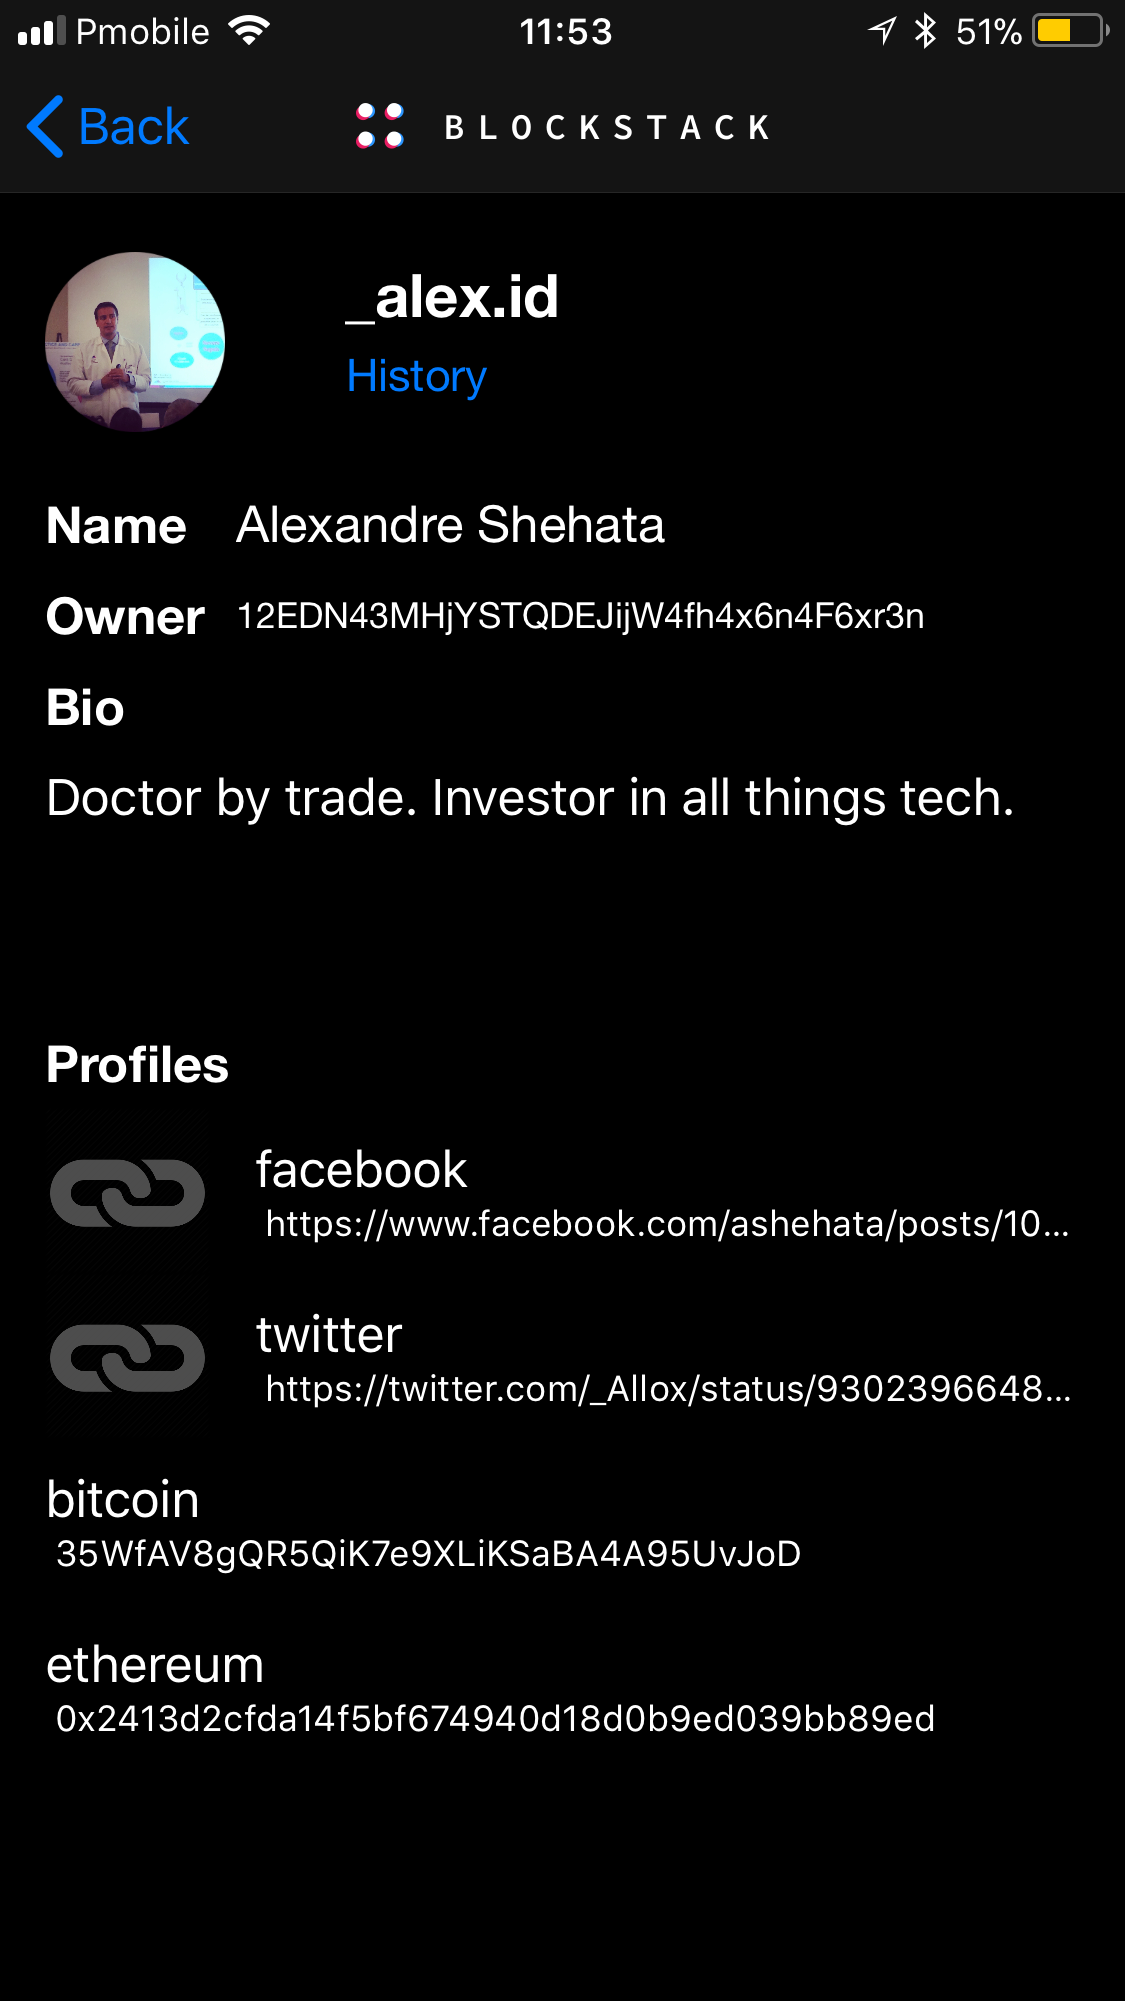 Pmobile
11:53
51%
Back
BLOCKSTACK
_alex.id
History
Name Alexandre Shehata
Owner 12EDN43MHjYSTQDEJijW4fh4x6n4F6xr3n
Bio
Doctor by trade. Investor in all things tech.
Profiles
facebook
https://www.facebook.com/ashehata/posts/10...
twitter
https://twitter.com/_Allox/status/9302396648...
bitcoin
35WfAV8gQR5QiK7e9XLiKSaBA4A95UvJoD
ethereum
0x2413d2cfda14f5bf674940d18d0b9ed039bb89ed